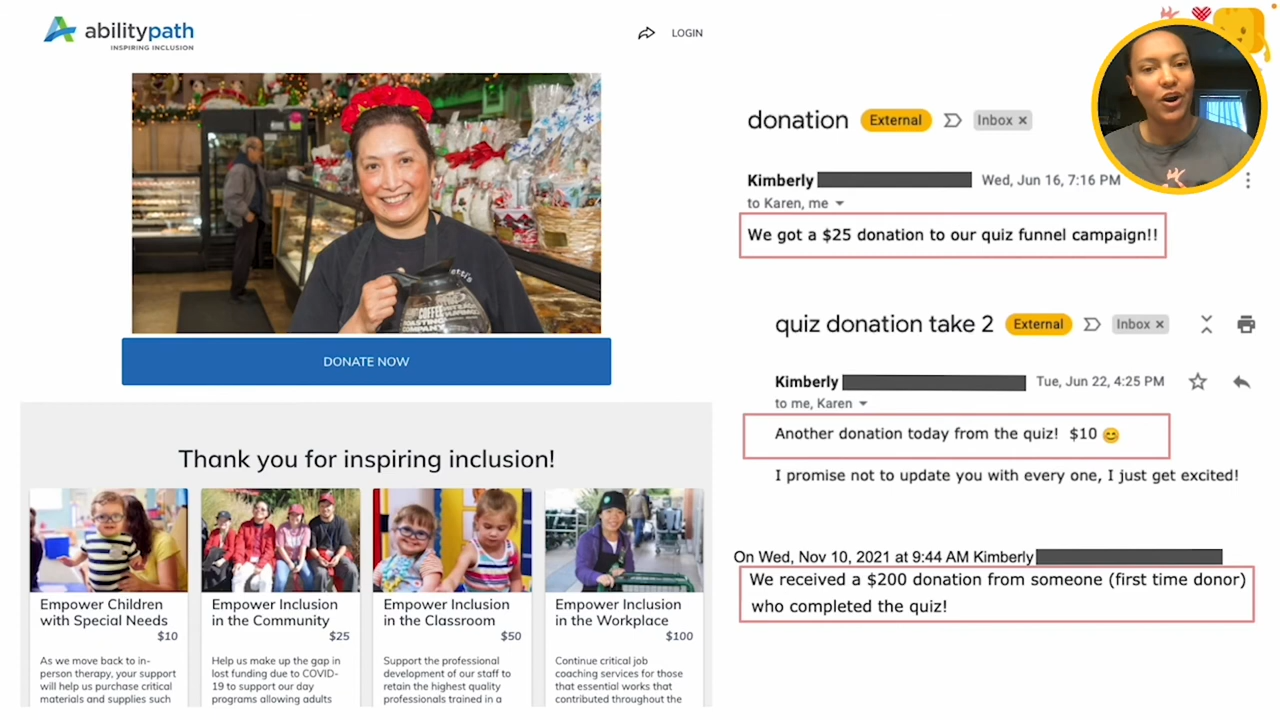 abilitypath
INSPIRING INCLUSION
LOGIN
DONATE NOW
Thank you for inspiring inclusion!
Empower Children
with Special Needs
$10
As we move back to in-
person therapy, your support
will help us purchase critical
materials and supplies such
Empower Inclusion
in the Community
$25
Help us make up the gap in
lost funding due to COVID-
19 to support our day
programs allowing adults
Empower Inclusion
in the Classroom
$50
Support the professional
development of our staff to
retain the highest quality
professionals trained in a
Empower Inclusion
in the Workplace
$100
Continue critical job
coaching services for those
that essential works that
contributed throughout the
donation External Inbox ×
Kimberly Wed, Jun 16, 7:16 PM
to Karen, me
We got a $25 donation to our quiz funnel campaign!!
quiz donation take 2 External Inbox ×
Kimberly Tue, Jun 22, 4:25 PM
to me, Karen
Another donation today from the quiz! $10 😊
I promise not to update you with every one, I just get excited!
On Wed, Nov 10, 2021 at 9:44 AM Kimberly
We received a $200 donation from someone (first time donor)
who completed the quiz!